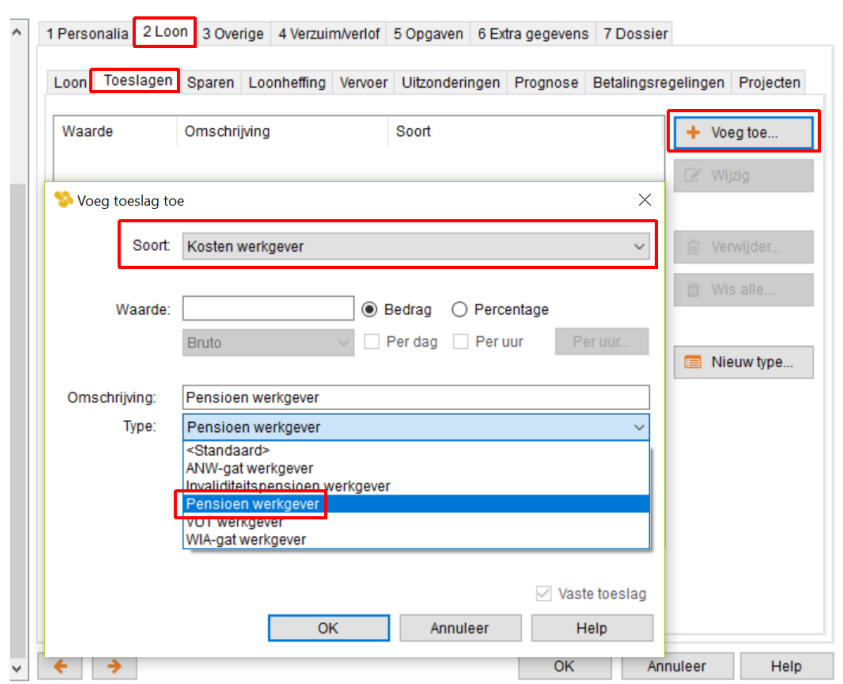 1 Personalia 2 Loon 3 Overige 4 Verzuim/verlof 5 Opgaven 6 Extra gegevens 7 Dossier
Loon Toeslagen Sparen Loonheffing Vervoer Uitzonderingen Prognose Betalingsregelingen Projecten
Waarde Omschrijving Soort
Voeg toe...
Wijzig
Verwijder...
Wis alle...
Nieuw type...
Voeg toeslag toe
Soort: Kosten werkgever
Waarde: Bedrag Percentage
Bruto Per dag Per uur Per uur...
Omschrijving: Pensioen werkgever
Type: Pensioen werkgever
<Standaard>
ANW-gat werkgever
Invaliditeitspensioen werkgever
Pensioen werkgever
VUT werkgever
WIA-gat werkgever
Vaste toeslag
OK Annuleer Help
OK Annuleer Help